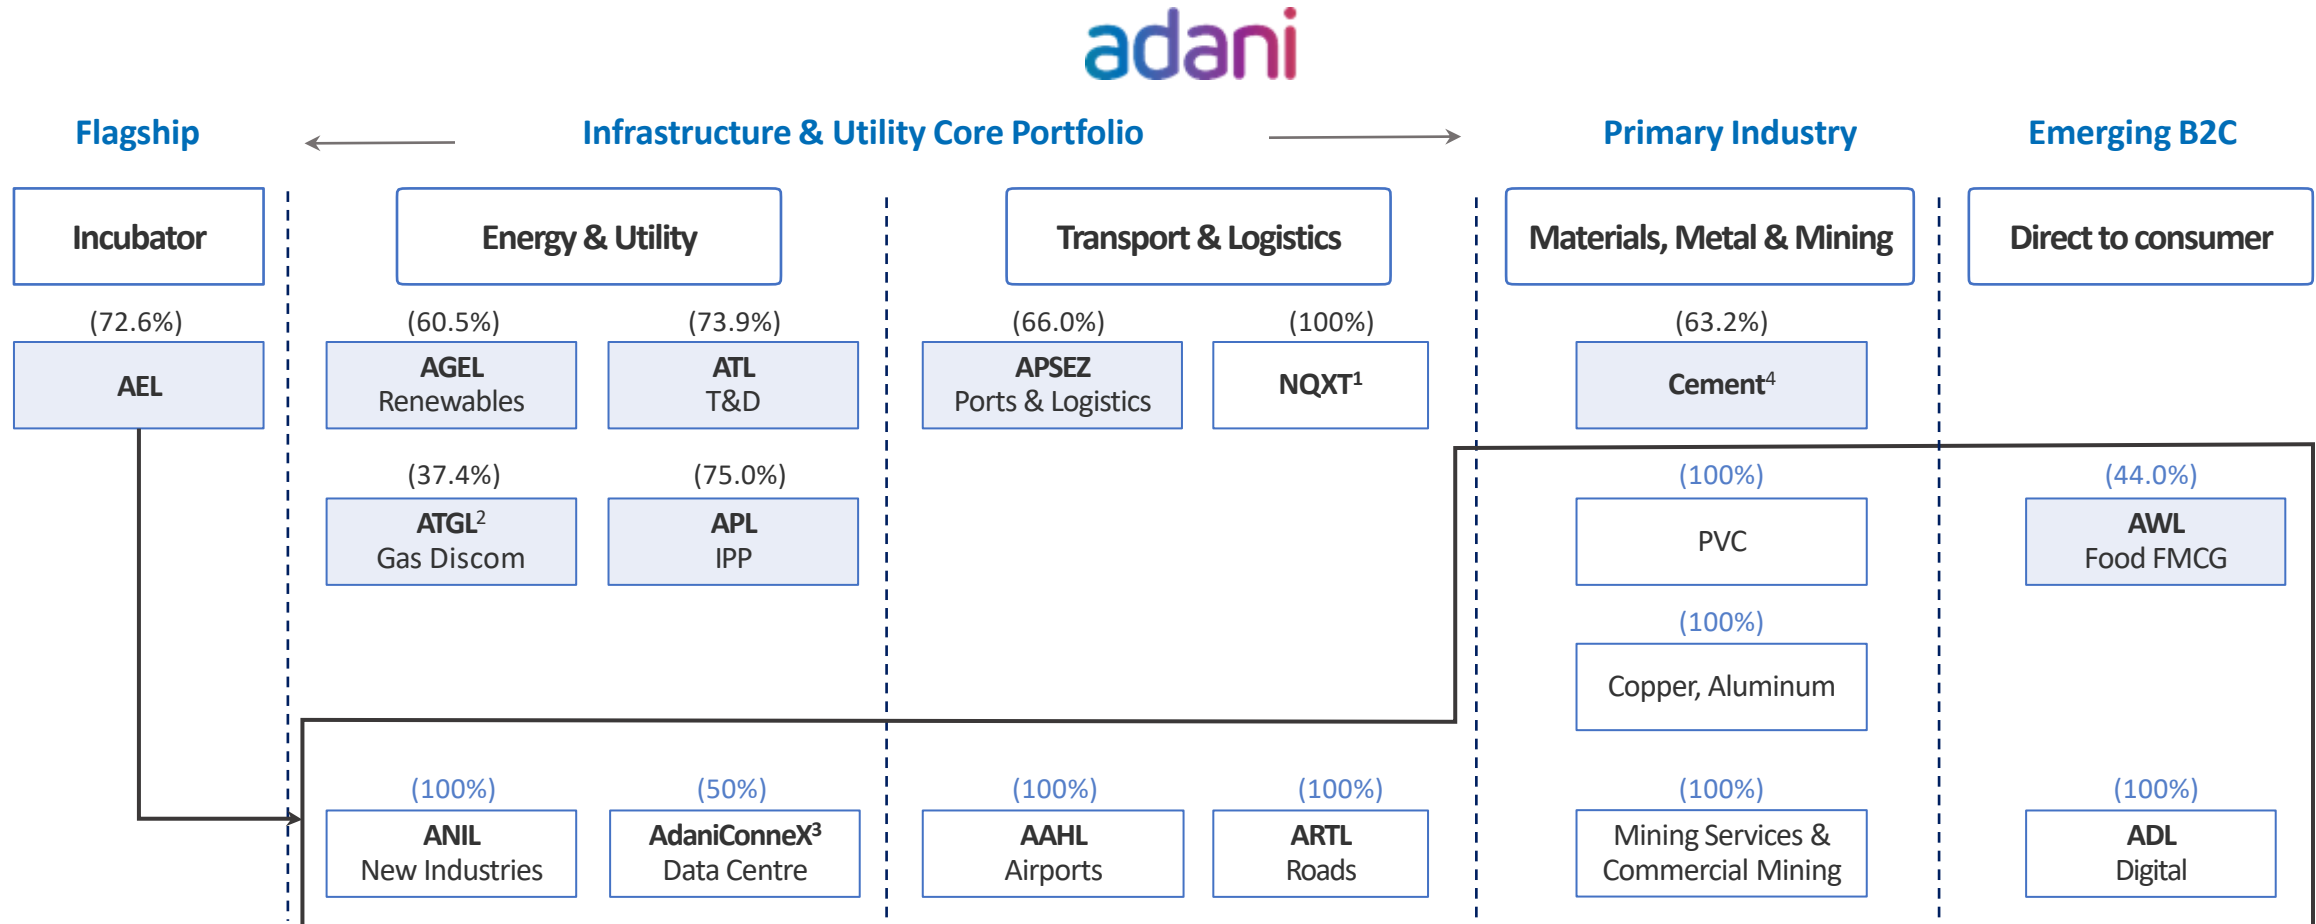 adani
Flagship
Infrastructure & Utility Core Portfolio
Primary Industry
Emerging B2C
Incubator
Energy & Utility
Transport & Logistics
Materials, Metal & Mining
Direct to consumer
(72.6%)
(60.5%)
(73.9%)
(66.0%)
(100%)
(63.2%)
AEL
AGEL
Renewables
ATL
T&D
APSEZ
Ports & Logistics
NQXT¹
Cement⁴
(37.4%)
(75.0%)
(100%)
(44.0%)
ATGL²
Gas Discom
APL
IPP
PVC
AWL
Food FMCG
(100%)
Copper, Aluminum
(100%)
(50%)
(100%)
(100%)
(100%)
(100%)
ANIL
New Industries
AdaniConneX³
Data Centre
AAHL
Airports
ARTL
Roads
Mining Services &
Commercial Mining
ADL
Digital